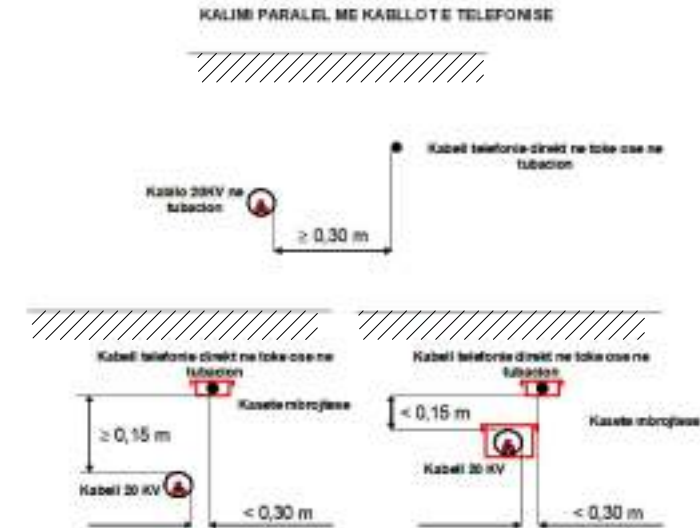 KALIMI PARALEL ME KABLLOT E TELEFONISE
Kabell telefonie direkt ne toke ose ne
tubacion
Kabllo 20KV ne
tubacion
≥ 0,30 m
Kabell telefonie direkt ne toke ose ne
tubacion
Kasete mbrojtese
≥ 0,15 m
Kabell 20 KV
< 0,30 m
Kabell telefonie direkt ne toke ose ne
tubacion
< 0,15 m
Kasete mbrojtese
Kabell 20 KV
< 0,30 m